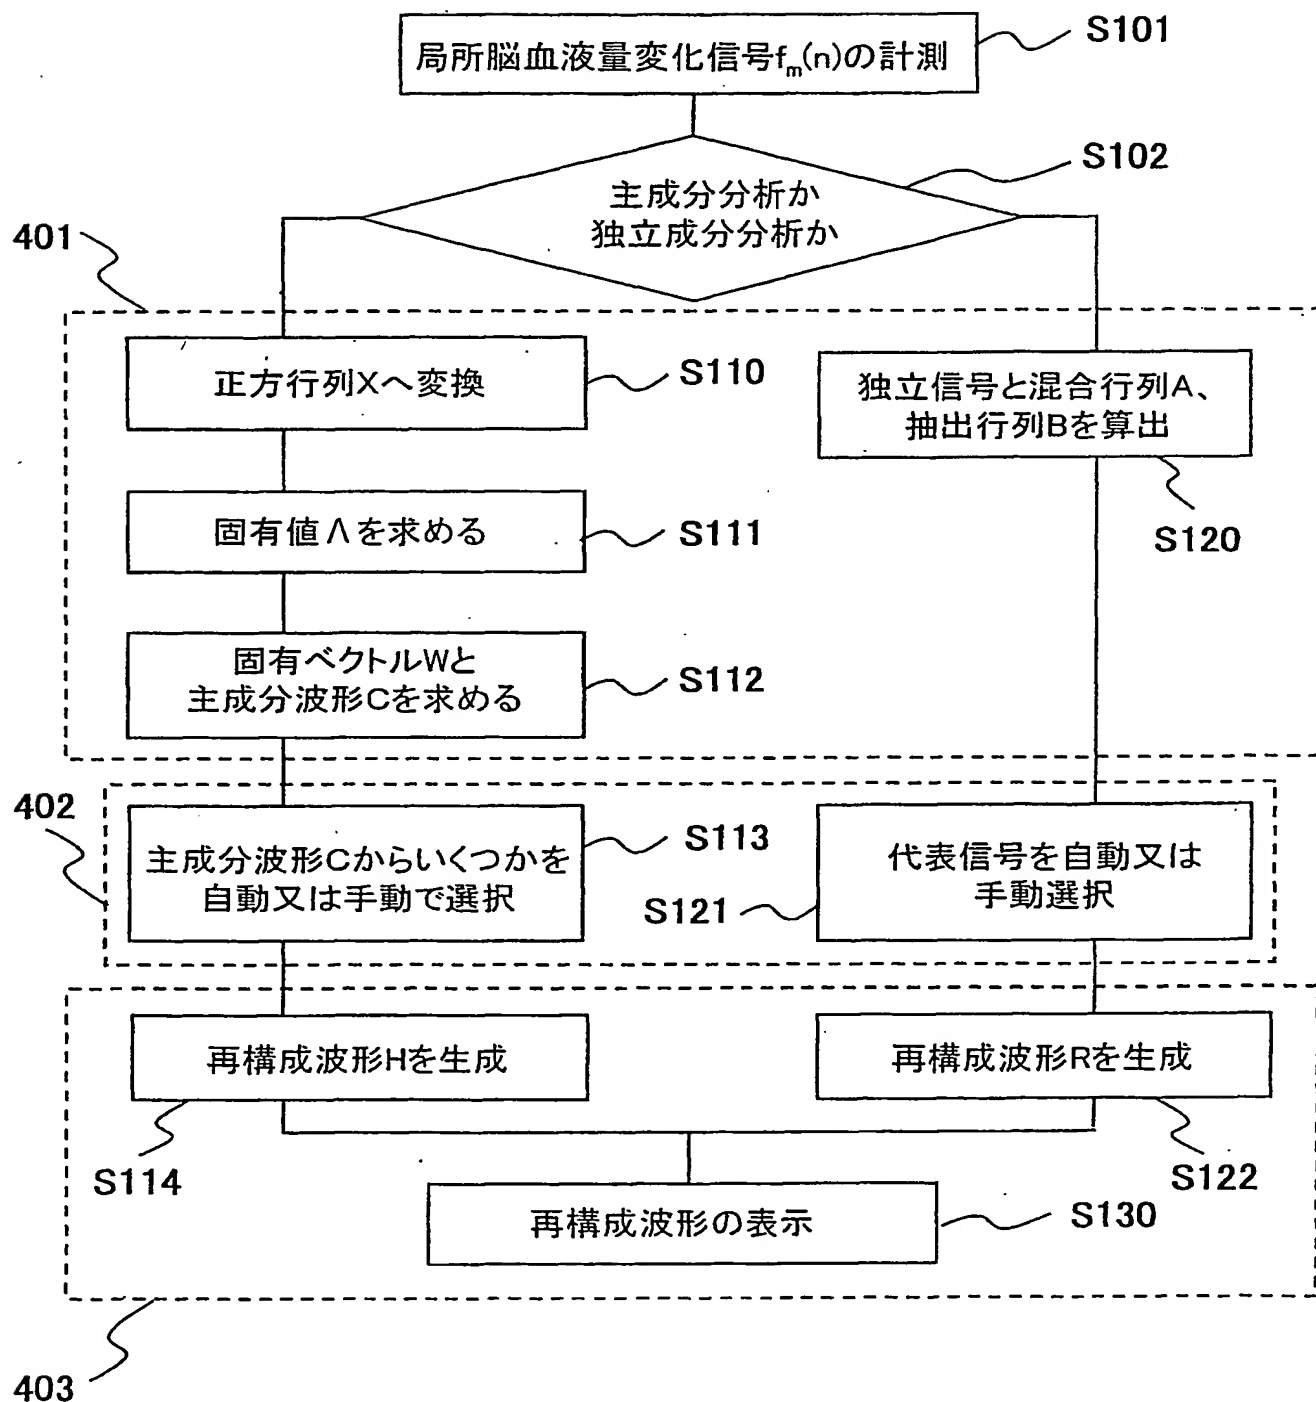 局所脳血液量変化信号fm(n)の計測
S101
S102
主成分分析か
独立成分分析か
401
正方行列Xへ変換
S110
独立信号と混合行列A、
抽出行列Bを算出
S120
固有値Λを求める
S111
固有ベクトルWと
主成分波形Cを求める
S112
402
主成分波形Cからいくつかを
自動又は手動で選択
S113
代表信号を自動又は
手動選択
S121
再構成波形Hを生成
S114
再構成波形Rを生成
S122
再構成波形の表示
S130
403